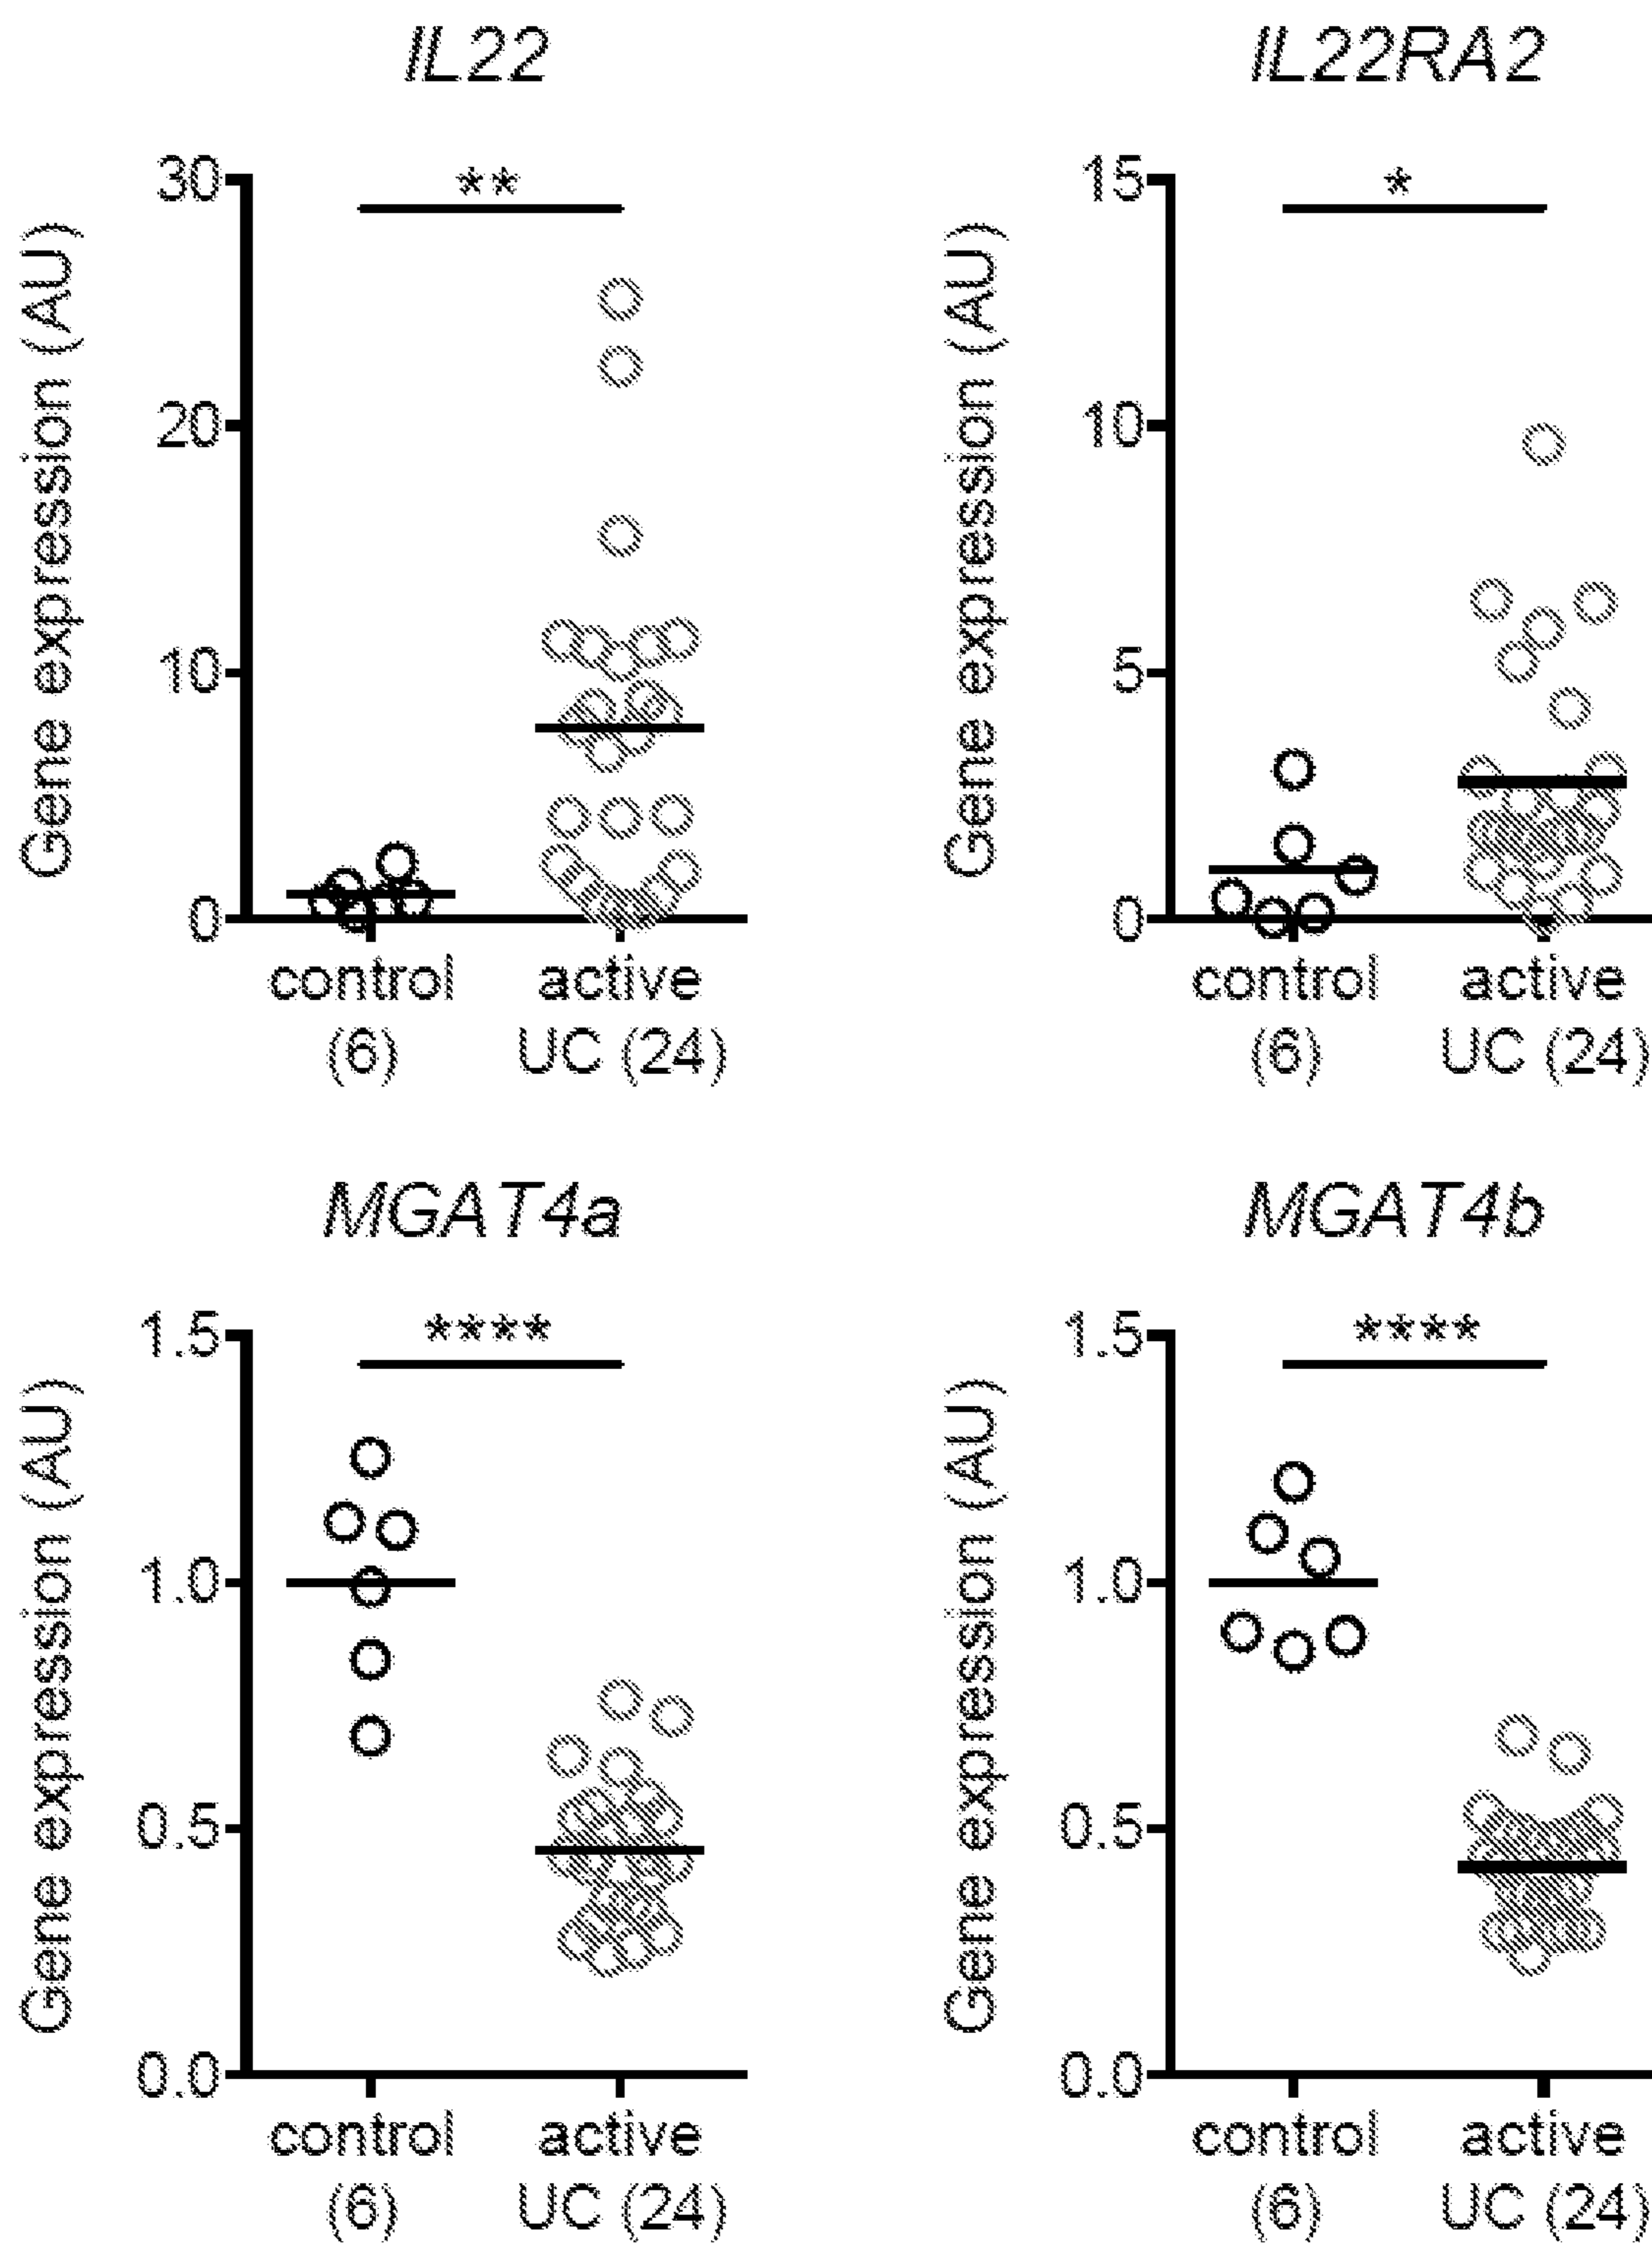 IL22
Gene expression (AU)
30
20
10
0
**
control
(6)
active
UC (24)
IL22RA2
Gene expression (AU)
15
10
5
0
*
control
(6)
active
UC (24)
MGAT4a
Gene expression (AU)
1.5
1.0
0.5
0.0
****
control
(6)
active
UC (24)
MGAT4b
Gene expression (AU)
1.5
1.0
0.5
0.0
****
control
(6)
active
UC (24)